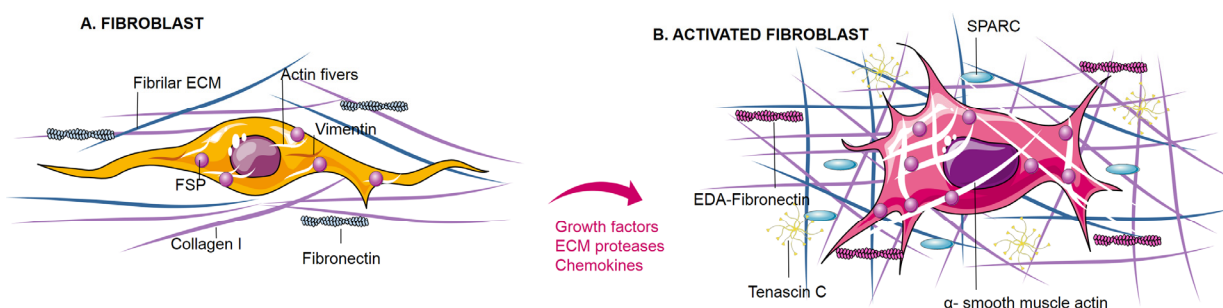 A. FIBROBLAST
Fibrilar ECM
Actin fivers
Vimentin
FSP
Collagen I
Fibronectin
Growth factors
ECM proteases
Chemokines
B. ACTIVATED FIBROBLAST
SPARC
EDA-Fibronectin
Tenascin C
α- smooth muscle actin